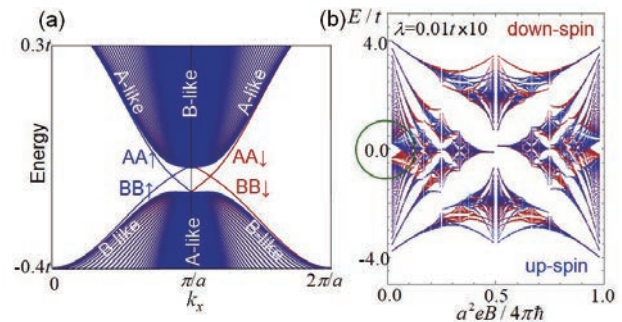 (a)
0.3t
A-like
B-like
A-like
AA↑
AA↓
BB↑
BB↓
B-like
A-like
B-like
-0.4t
Energy
0
π/a
2π/a
kₓ
(b)
E/t
λ=0.01t×10
down-spin
4.0
0.0
-4.0
up-spin
0.0
0.5
1.0
a²eB/4πħ